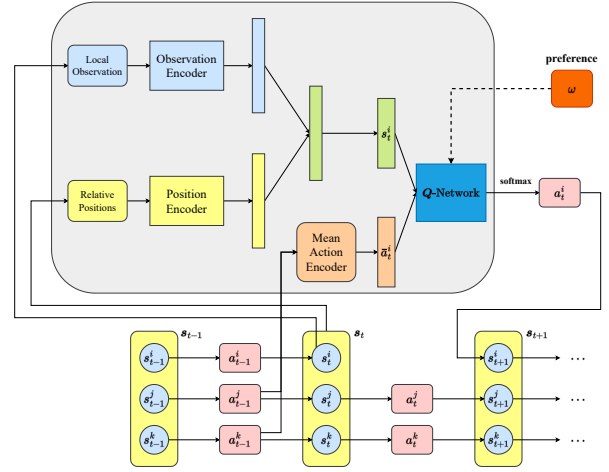 Local
Observation
Observation
Encoder
preference
ω
s_t^i
Relative
Positions
Position
Encoder
Q-Network
softmax
a_t^i
Mean
Action
Encoder
ā_t^i
s_{t-1}
s_t
s_{t+1}
s_{t-1}^i
a_{t-1}^i
s_t^i
s_{t+1}^i
...
s_{t-1}^j
a_{t-1}^j
s_t^j
a_t^j
s_{t+1}^j
...
s_{t-1}^k
a_{t-1}^k
s_t^k
a_t^k
s_{t+1}^k
...